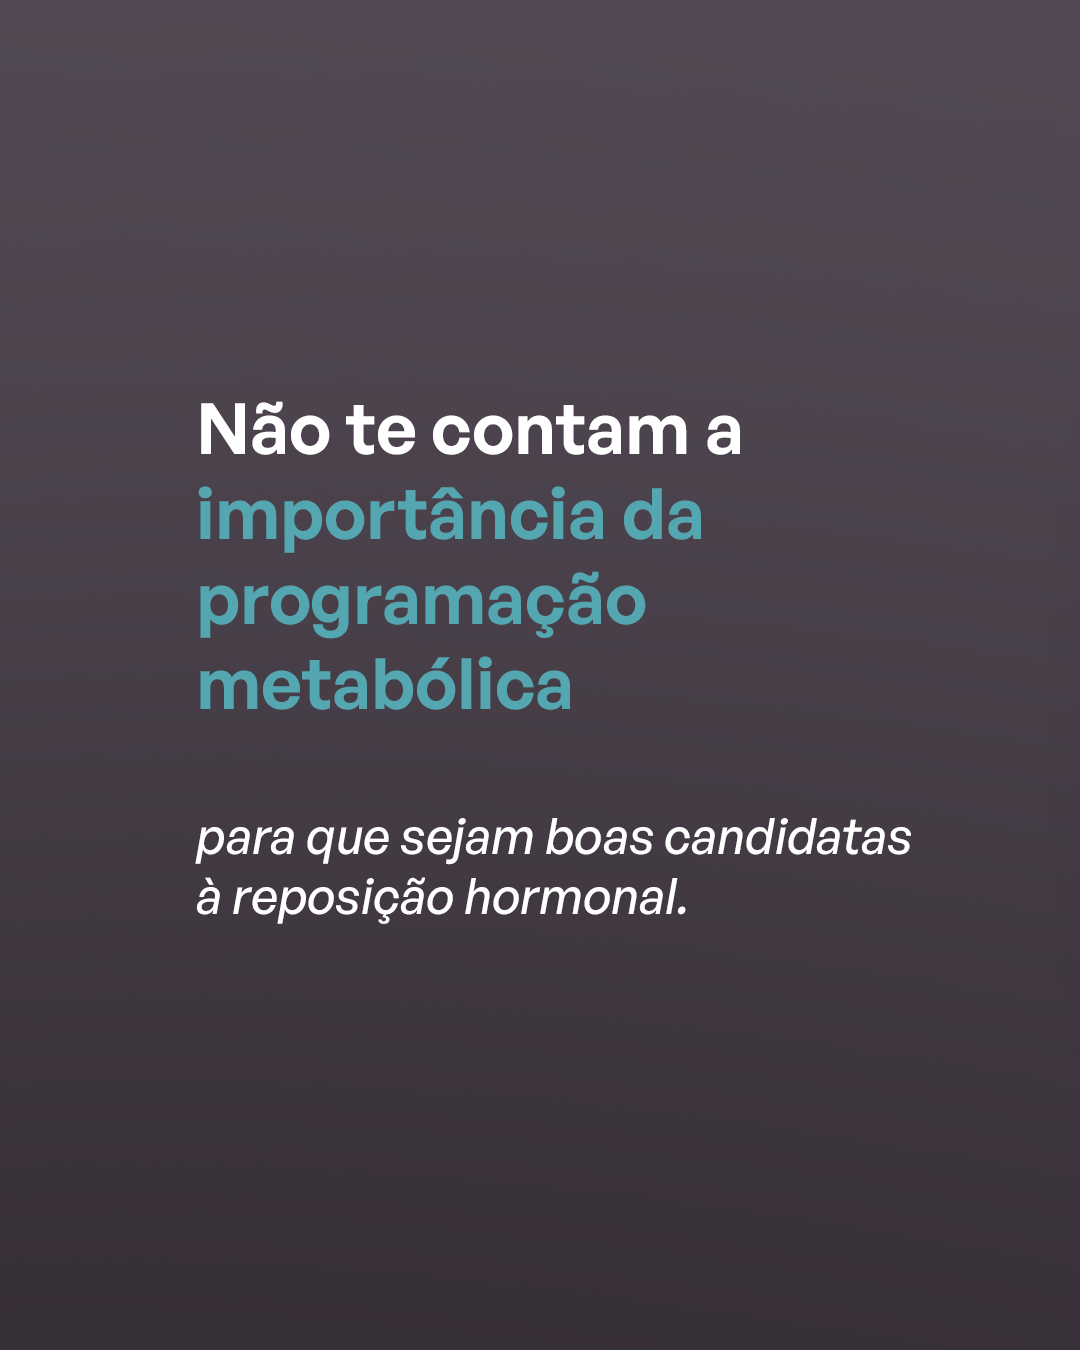 Não te contam a
importância da
programação
metabólica
para que sejam boas candidatas
à reposição hormonal.